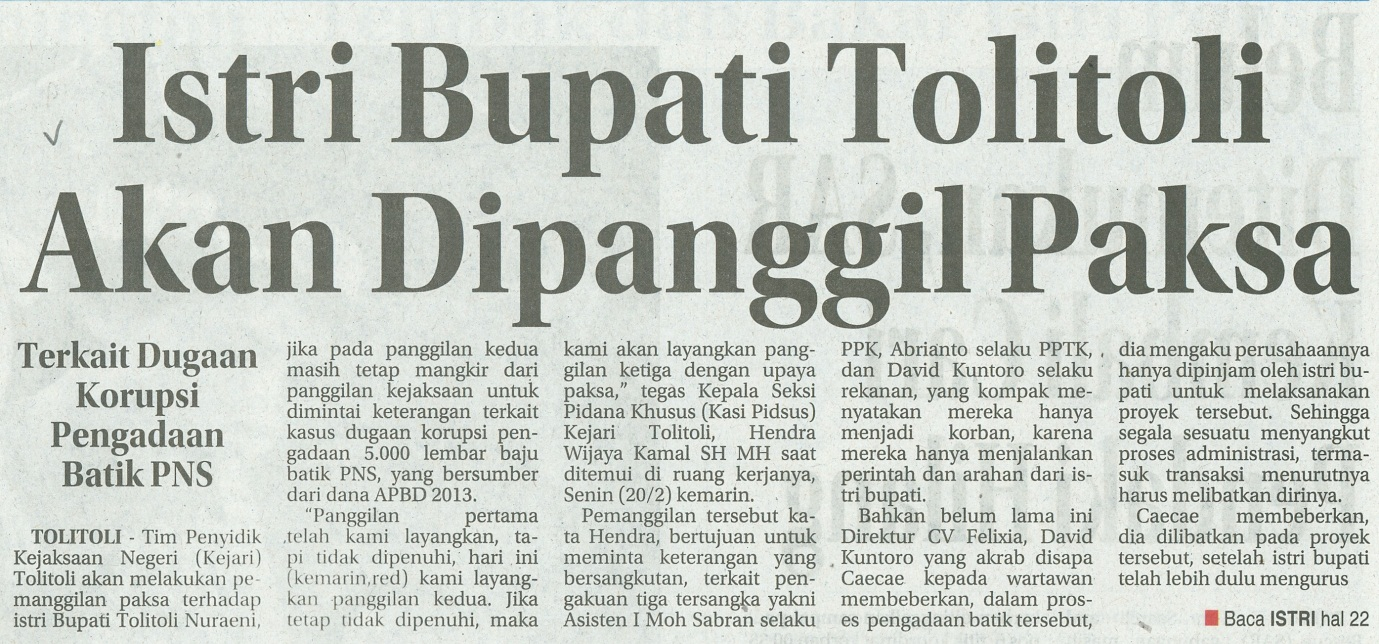 Istri Bupati Tolitoli
Akan Dipanggil Paksa
Terkait Dugaan
Korupsi
Pengadaan
Batik PNS
TOLITOLI - Tim Penyidik
Kejaksaan Negeri (Kejari)
Tolitoli akan melakukan pe-
manggilan paksa terhadap
istri Bupati Tolitoli Nuraeni,
jika pada panggilan kedua
masih tetap mangkir dari
panggilan kejaksaan untuk
dimintai keterangan terkait
kasus dugaan korupsi pen-
gadaan 5.000 lembar baju
batik PNS, yang bersumber
dari dana APBD 2013.
"Panggilan pertama
telah kami layangkan, ta-
pi tidak dipenuhi, hari ini
(kemarin,red) kami layang-
kan panggilan kedua. Jika
tetap tidak dipenuhi, maka
kami akan layangkan pang-
gilan ketiga dengan upaya
paksa," tegas Kepala Seksi
Pidana Khusus (Kasi Pidsus)
Kejari Tolitoli, Hendra
Wijaya Kamal SH MH saat
ditemui di ruang kerjanya,
Senin (20/2) kemarin.
Pemanggilan tersebut ka-
ta Hendra, bertujuan untuk
meminta keterangan yang
bersangkutan, terkait pen-
gakuan tiga tersangka yakni
Asisten I Moh Sabran selaku
PPK, Abrianto selaku PPTK,
dan David Kuntoro selaku
rekanan, yang kompak me-
nyatakan mereka hanya
menjadi korban, karena
mereka hanya menjalankan
perintah dan arahan dari is-
tri bupati.
Bahkan belum lama ini
Direktur CV Felixia, David
Kuntoro yang akrab disapa
Caecae kepada wartawan
membeberkan, dalam pros-
es pengadaan batik tersebut,
dia mengaku perusahaannya
hanya dipinjam oleh istri bu-
pati untuk melaksanakan
proyek tersebut. Sehingga
segala sesuatu menyangkut
proses administrasi, terma-
suk transaksi menurutnya
harus melibatkan dirinya.
Caecae membeberkan,
dia dilibatkan pada proyek
tersebut, setelah istri bupati
telah lebih dulu mengurus
Baca ISTRI hal 22